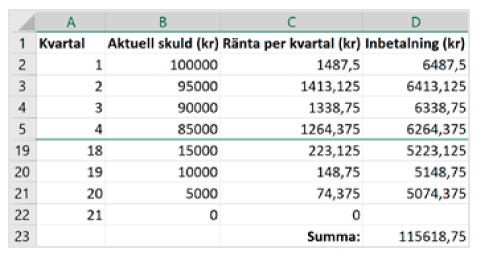 A B C D
1 Kvartal Aktuell skuld (kr) Ränta per kvartal (kr) Inbetalning (kr)
2 1 100000 1487,5 6487,5
3 2 95000 1413,125 6413,125
4 3 90000 1338,75 6338,75
5 4 85000 1264,375 6264,375
19 18 15000 223,125 5223,125
20 19 10000 148,75 5148,75
21 20 5000 74,375 5074,375
22 21 0 0
23 Summa: 115618,75